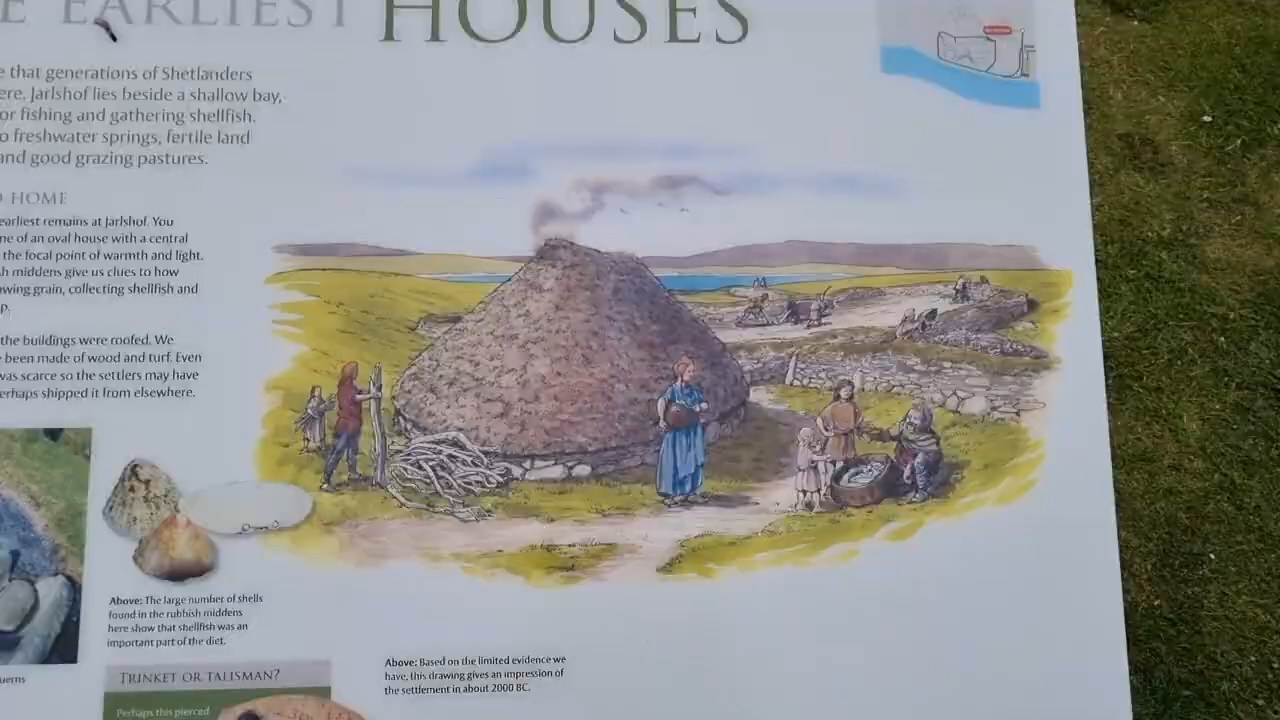 E EARLIEST HOUSES
e that generations of Shetlanders
ere. Jarlshof lies beside a shallow bay,
or fishing and gathering shellfish.
o freshwater springs, fertile land
and good grazing pastures.
HOME
earliest remains at Jarlshof. You
ne of an oval house with a central
the focal point of warmth and light.
h middens give us clues to how
wing grain, collecting shellfish and
p.
the buildings were roofed. We
been made of wood and turf. Even
was scarce so the settlers may have
erhaps shipped it from elsewhere.
Above: The large number of shells
found in the rubbish middens
here show that shellfish was an
important part of the diet.
uerns
TRINKET OR TALISMAN?
Perhaps this pierced
Above: Based on the limited evidence we
have, this drawing gives an impression of
the settlement in about 2000 BC.